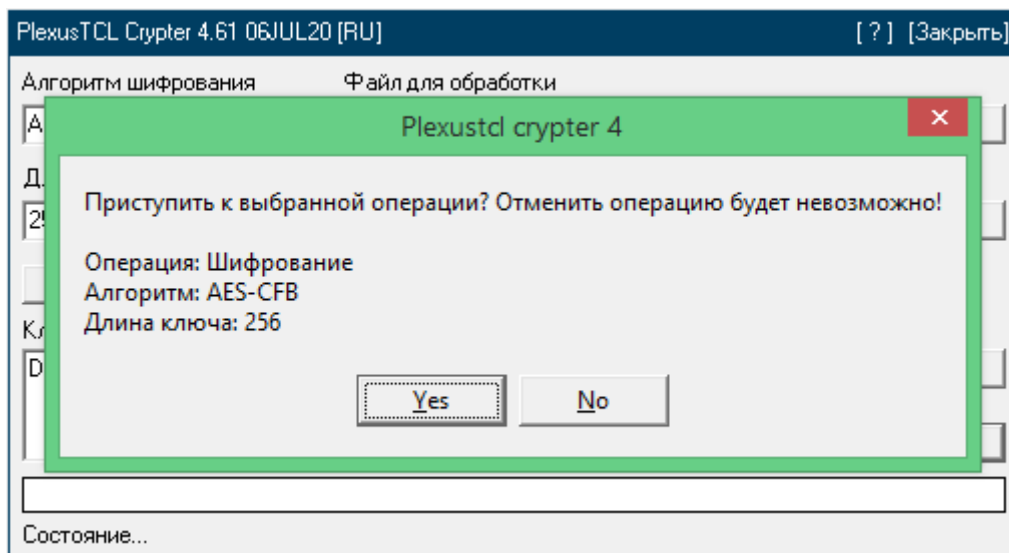 PlexusTCL Crypter 4.61 06JUL20 [RU] [ ? ] [Закрыть]
Алгоритм шифрования Файл для обработки
Plexustcl crypter 4
Приступить к выбранной операции? Отменить операцию будет невозможно!
Операция: Шифрование
Алгоритм: AES-CFB
Длина ключа: 256
Yes No
Состояние...